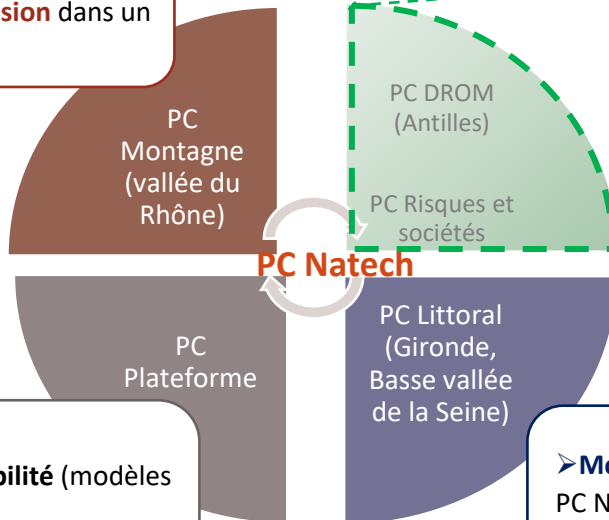 sion dans un
PC
Montagne
(vallée du
Rhône)
PC DROM
(Antilles)
PC Risques et
sociétés
PC Natech
PC
Plateforme
PC Littoral
(Gironde,
Basse vallée
de la Seine)
bilité (modèles
➢Mo
PC N